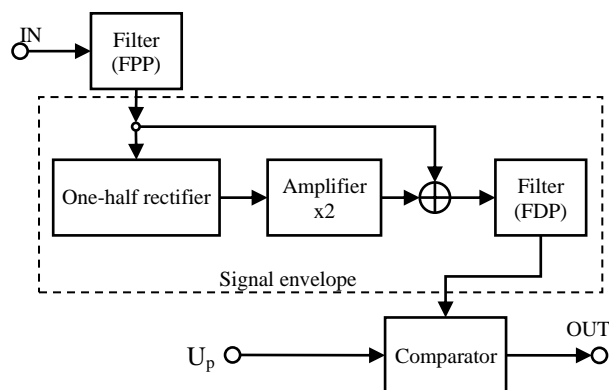 IN
Filter
(FPP)
One-half rectifier
Amplifier
x2
Filter
(FDP)
Signal envelope
Up
Comparator
OUT